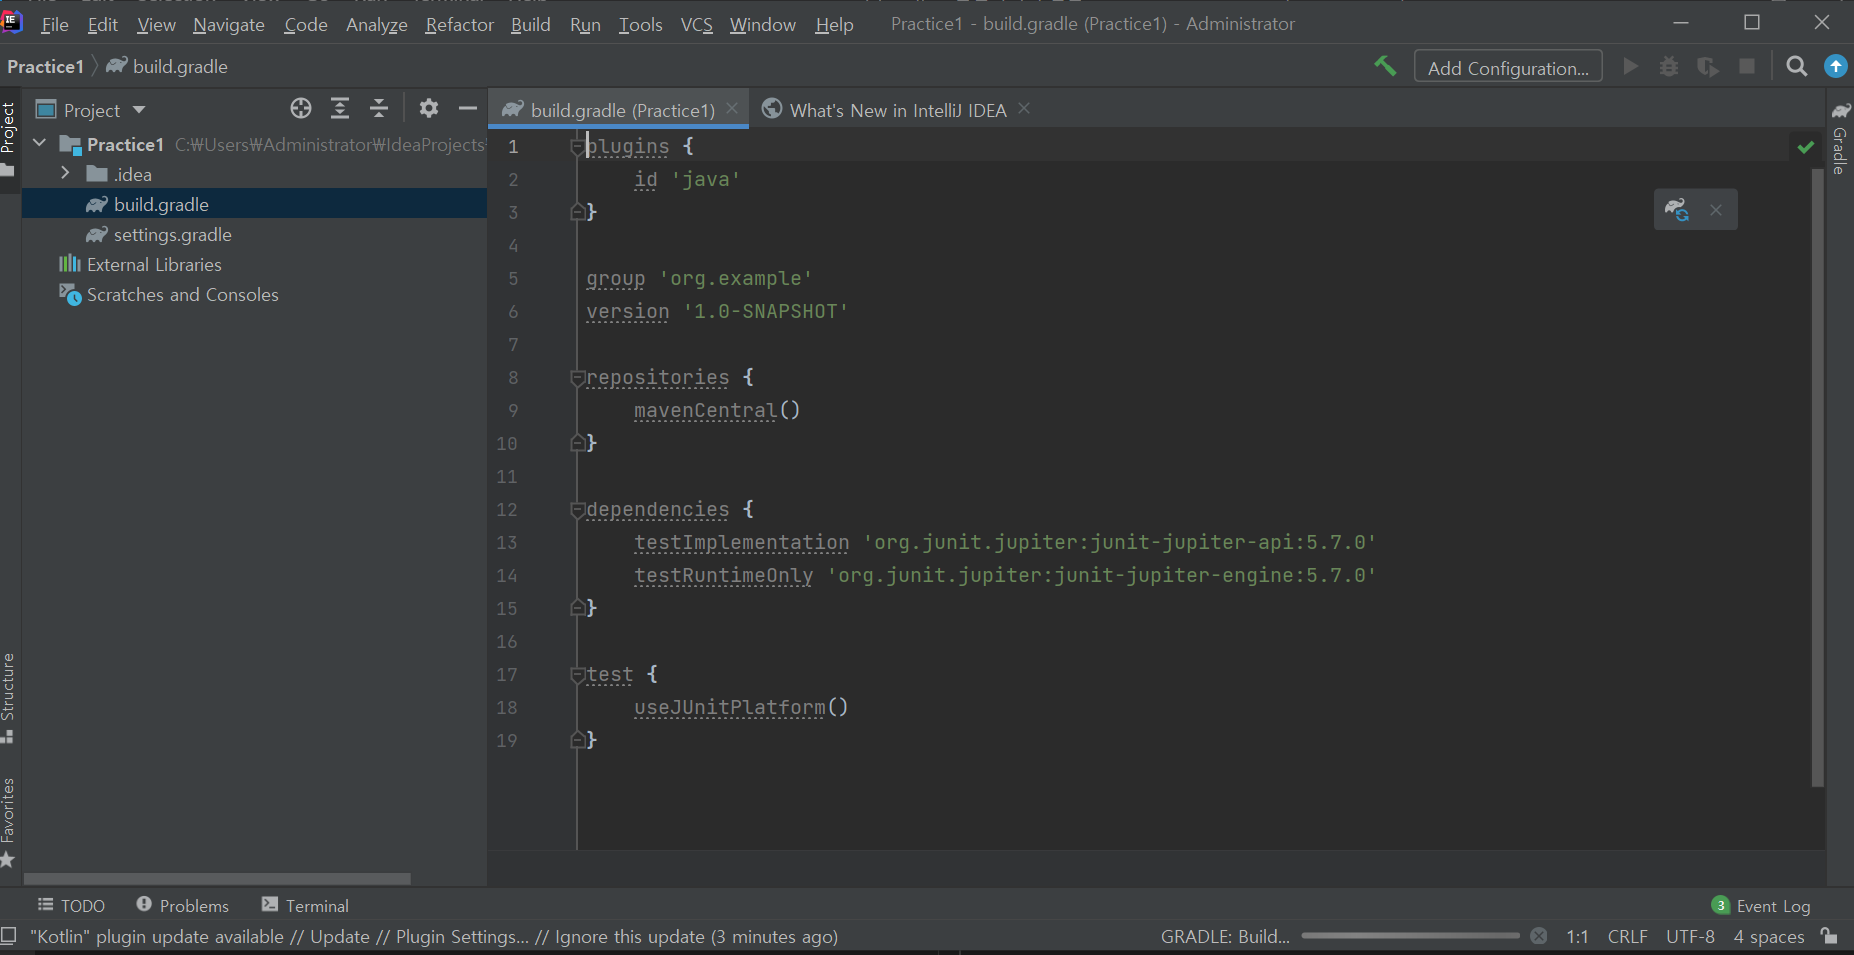 File Edit View Navigate Code Analyze Refactor Build Run Tools VCS Window Help Practice1 - build.gradle (Practice1) - Administrator
Practice1 build.gradle Add Configuration...
Project
build.gradle (Practice1) What's New in IntelliJ IDEA
Project
Gradle
Practice1 C:₩Users₩Administrator₩IdeaProjects
.idea
build.gradle
settings.gradle
External Libraries
Scratches and Consoles
1 plugins {
2 id 'java'
3 }
4
5 group 'org.example'
6 version '1.0-SNAPSHOT'
7
8 repositories {
9 mavenCentral()
10 }
11
12 dependencies {
13 testImplementation 'org.junit.jupiter:junit-jupiter-api:5.7.0'
14 testRuntimeOnly 'org.junit.jupiter:junit-jupiter-engine:5.7.0'
15 }
16
17 test {
18 useJUnitPlatform()
19 }
Structure
Favorites
TODO Problems Terminal 3 Event Log
"Kotlin" plugin update available // Update // Plugin Settings... // Ignore this update (3 minutes ago) GRADLE: Build... 1:1 CRLF UTF-8 4 spaces